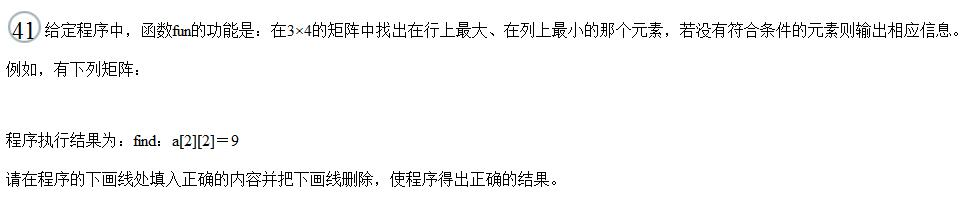 41 给定程序中，函数fun的功能是：在3×4的矩阵中找出在行上最大、在列上最小的那个元素，若没有符合条件的元素则输出相应信息。
例如，有下列矩阵：
程序执行结果为：find：a[2][2]＝9
请在程序的下画线处填入正确的内容并把下画线删除，使程序得出正确的结果。